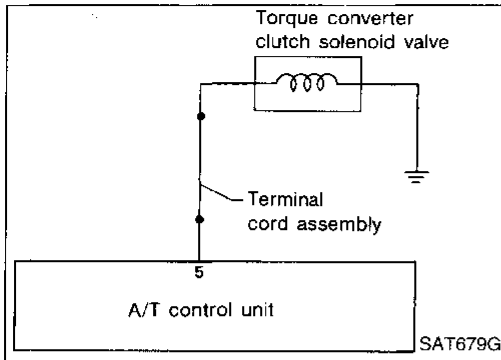 Torque converter
clutch solenoid valve
Terminal
cord assembly
5
A/T control unit
SAT679G